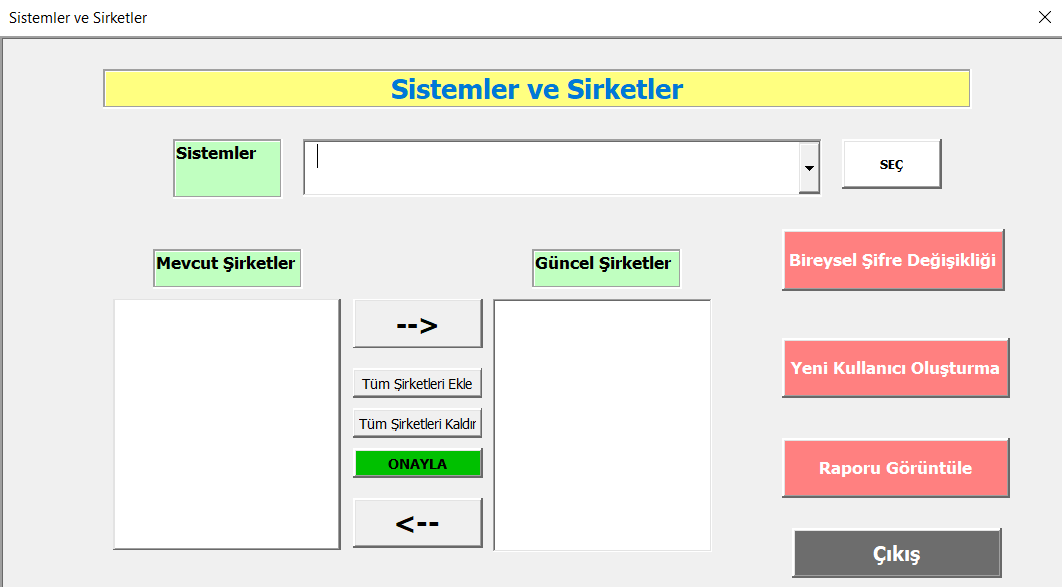 Sistemler ve Sirketler
Sistemler ve Sirketler
Sistemler
SEÇ
Mevcut Şirketler
Güncel Şirketler
Bireysel Şifre Değişikliği
-->
Tüm Şirketleri Ekle
Yeni Kullanıcı Oluşturma
Tüm Şirketleri Kaldır
ONAYLA
Raporu Görüntüle
<--
Çıkış